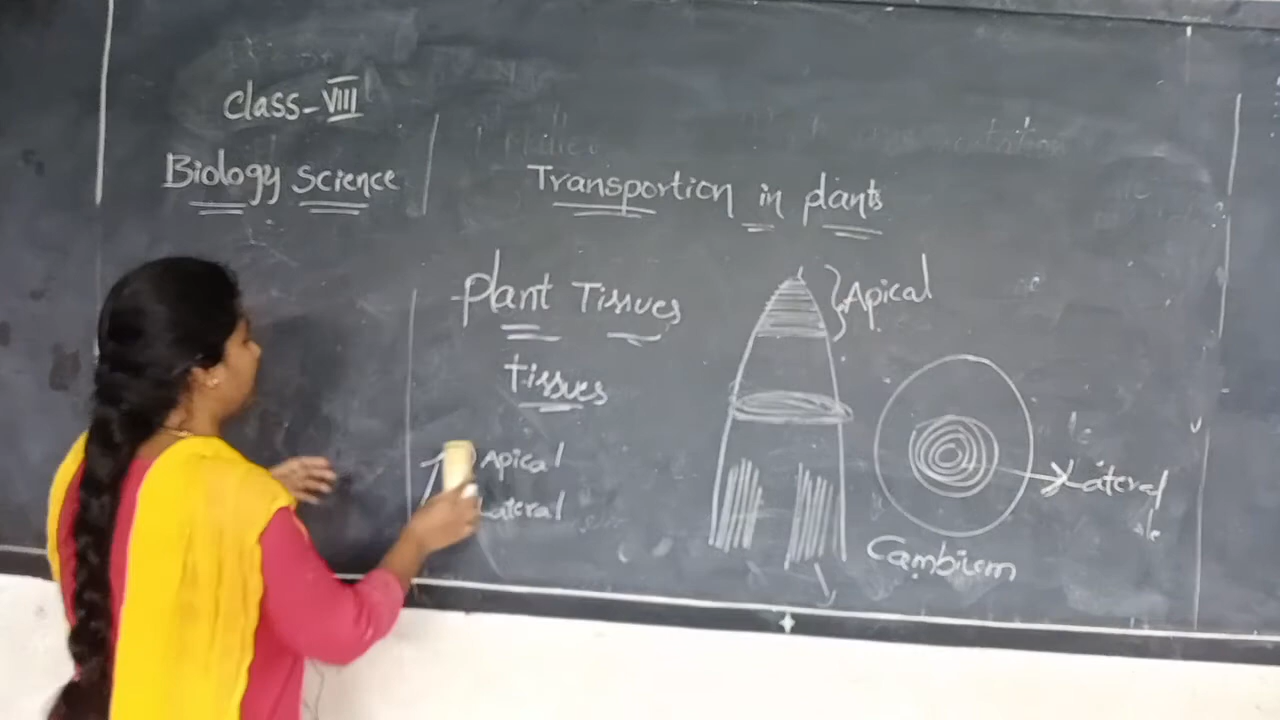 Class-VIII
Biology Science
Transportion in plants
Plant Tissues
Tissues
Apical
Lateral
Apical
Lateral
Cambium